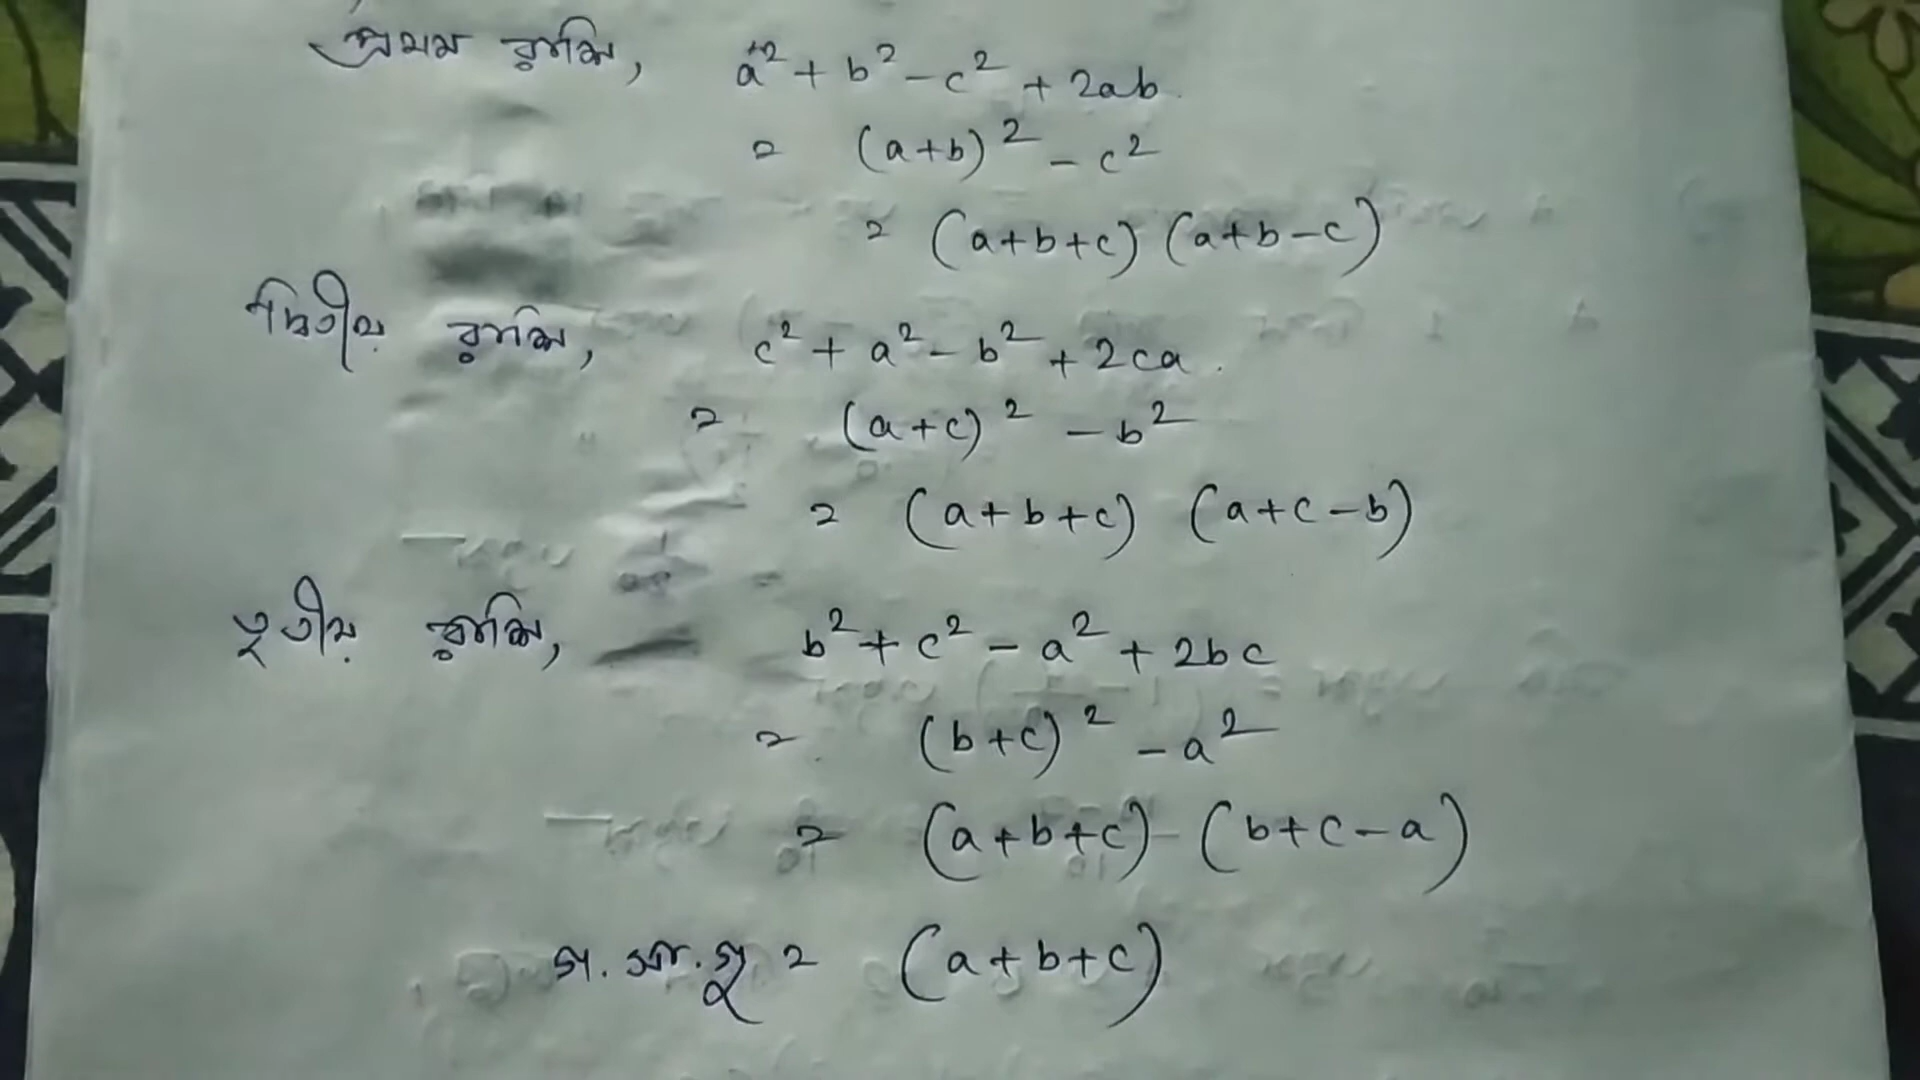 প্রথম রাশি, a² + b² - c² + 2ab
= (a+b)² - c²
= (a+b+c) (a+b-c)
দ্বিতীয় রাশি, c² + a² - b² + 2ca.
= (a+c)² - b²
= (a+b+c) (a+c-b)
তৃতীয় রাশি, b² + c² - a² + 2bc
= (b+c)² - a²
= (a+b+c) (b+c-a)
গ.সা.গু = (a+b+c)